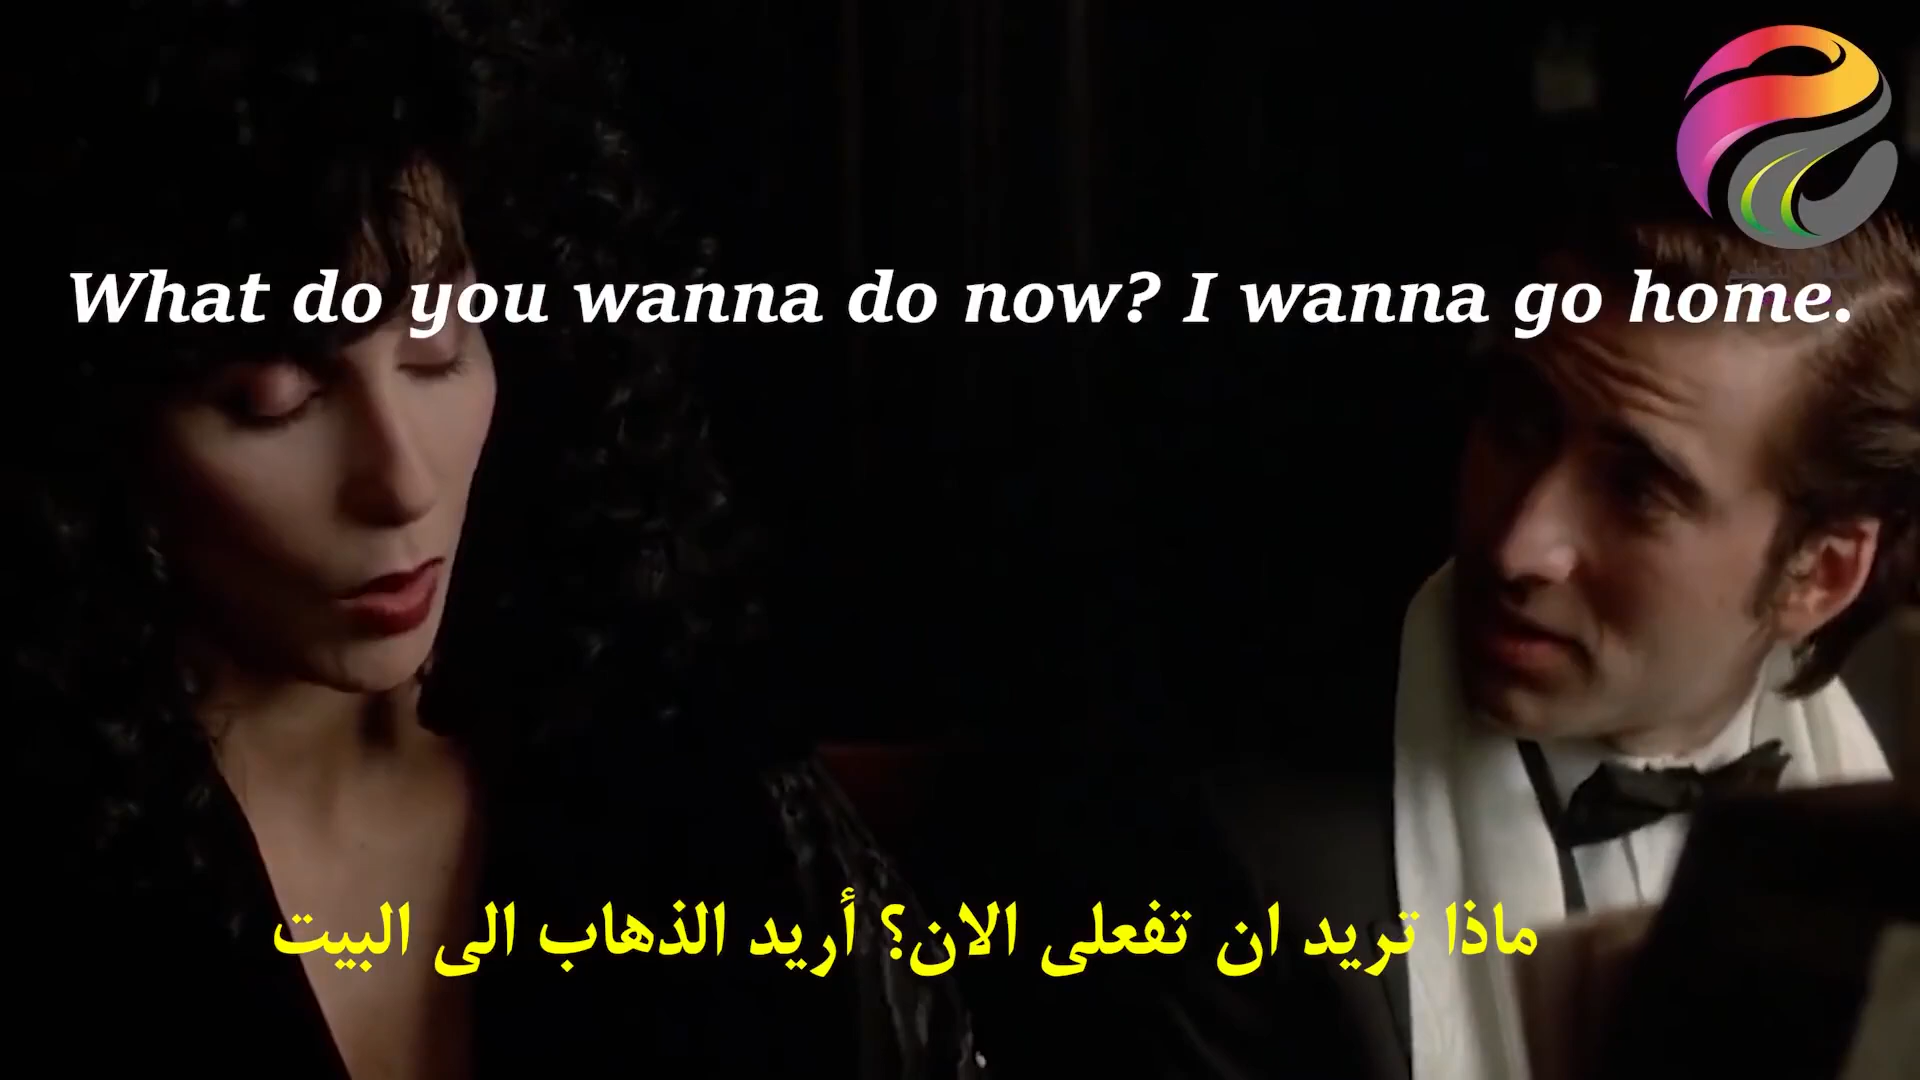 What do you wanna do now? I wanna go home.
ماذا تريد ان تفعلى الان؟ أريد الذهاب الى البيت